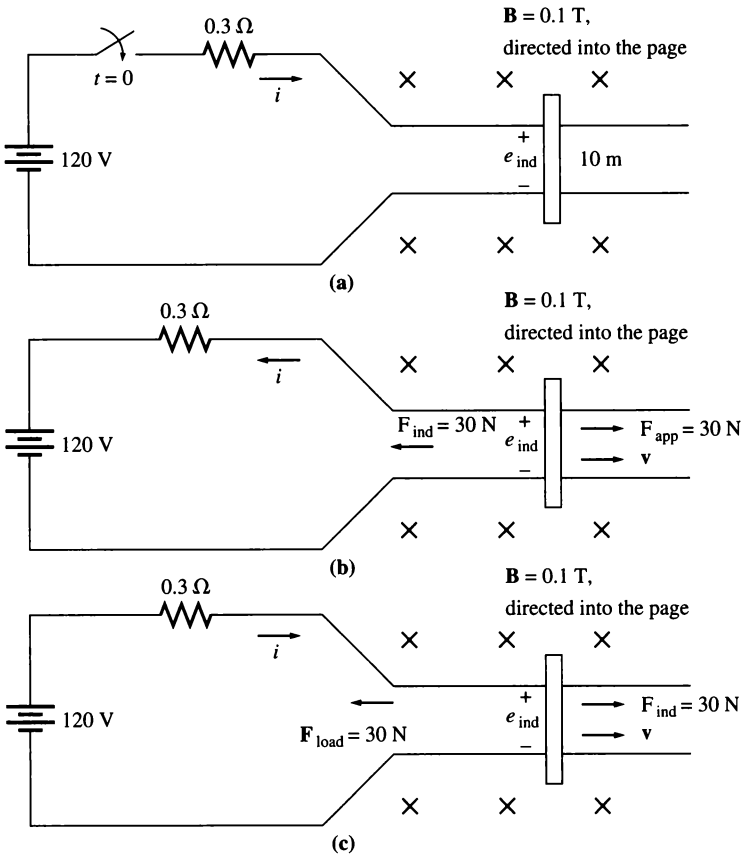 B = 0.1 T,
directed into the page
0.3 Ω
t = 0
i
120 V
+
e ind
–
10 m
(a)
B = 0.1 T,
directed into the page
0.3 Ω
i
120 V
F ind = 30 N
+
e ind
–
F app = 30 N
v
(b)
B = 0.1 T,
directed into the page
0.3 Ω
i
120 V
F load = 30 N
+
e ind
–
F ind = 30 N
v
(c)